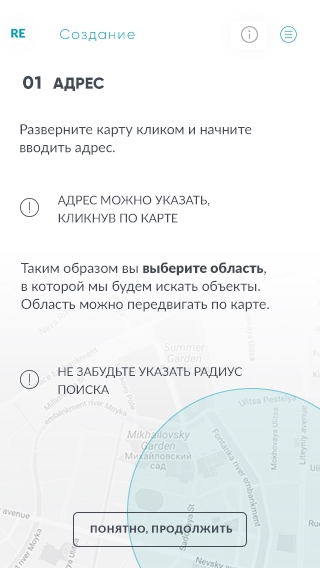 RE Создание
01 АДРЕС
Разверните карту кликом и начните
вводить адрес.
АДРЕС МОЖНО УКАЗАТЬ,
КЛИКНУВ ПО КАРТЕ
Таким образом вы выберите область,
в которой мы будем искать объекты.
Область можно передвигать по карте.
Summer
Garden
НЕ ЗАБУДЬТЕ УКАЗАТЬ РАДИУС
ПОИСКА
embankment river Moyka
Ulitsa Pestelya
Mokhovaya Ulitsa
Liteyny avenue
Mikhailovsky
Garden
Михайловский
сад
Fontanka river embankment
avenue
river Moyka
Sadovaya St
ПОНЯТНО, ПРОДОЛЖИТЬ
Nevsky